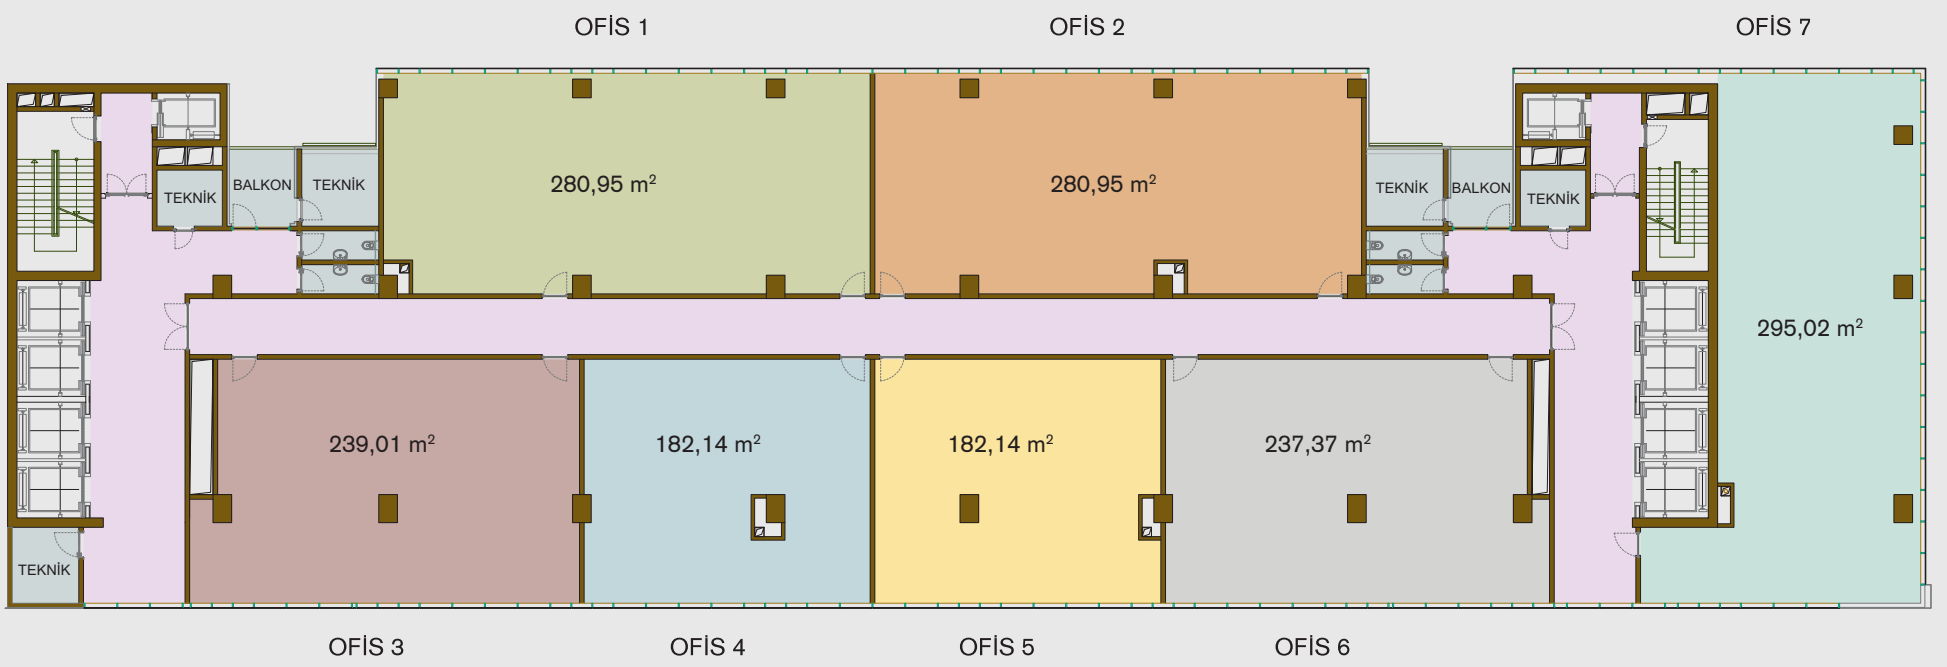 OFİS 1
OFİS 2
OFİS 7
TEKNİK
BALKON
TEKNİK
280,95 m²
280,95 m²
TEKNİK
BALKON
TEKNİK
295,02 m²
239,01 m²
182,14 m²
182,14 m²
237,37 m²
TEKNİK
OFİS 3
OFİS 4
OFİS 5
OFİS 6